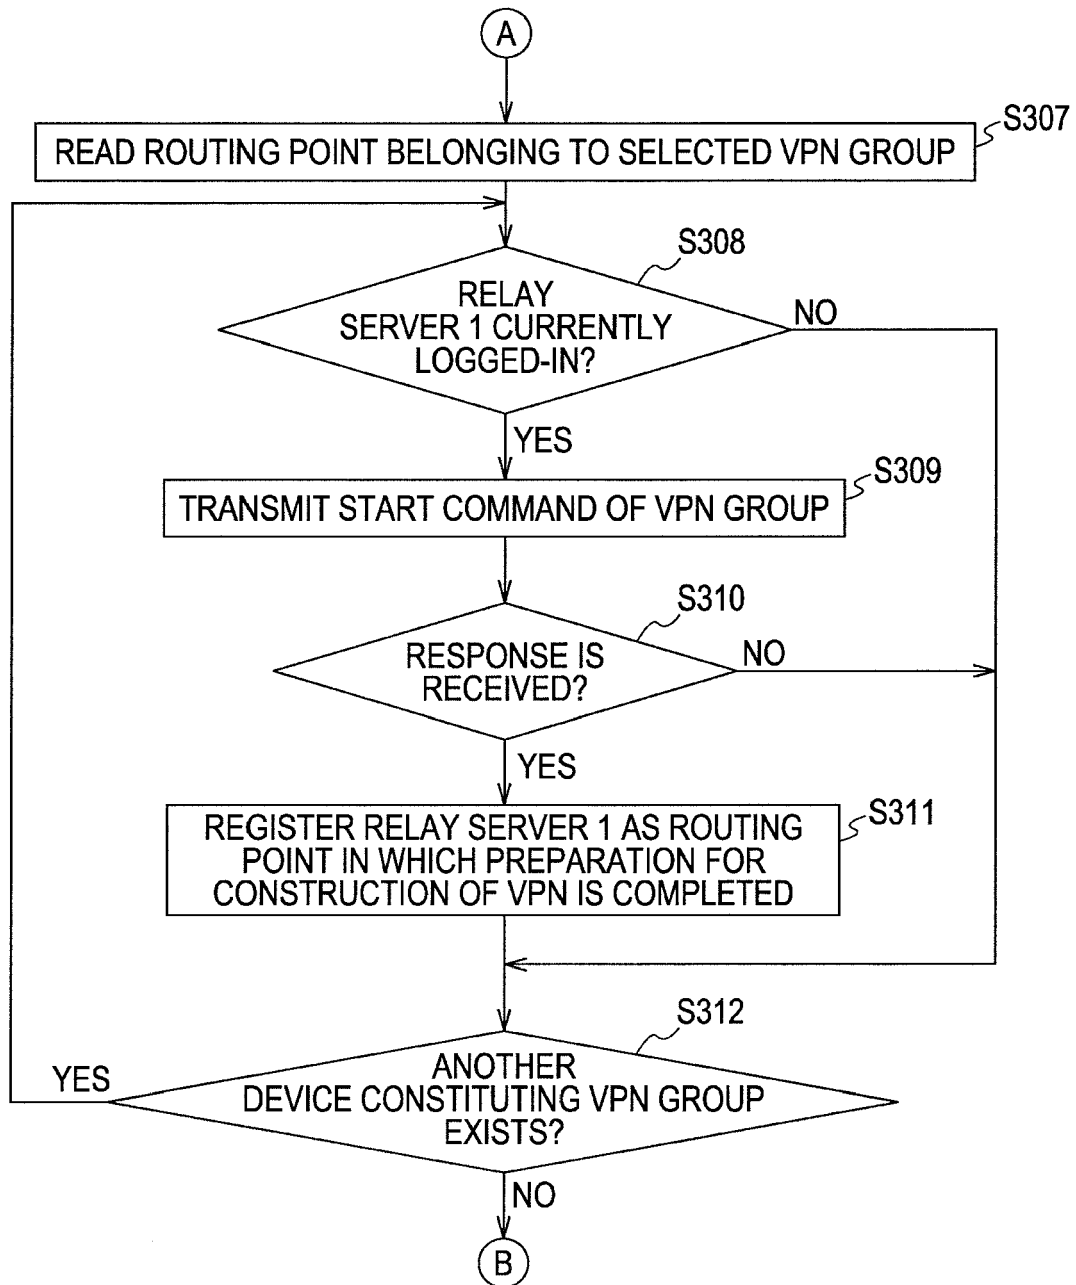 A
S307
READ ROUTING POINT BELONGING TO SELECTED VPN GROUP
S308
RELAY
SERVER 1 CURRENTLY
LOGGED-IN?
NO
YES
S309
TRANSMIT START COMMAND OF VPN GROUP
S310
RESPONSE IS
RECEIVED?
NO
YES
S311
REGISTER RELAY SERVER 1 AS ROUTING
POINT IN WHICH PREPARATION FOR
CONSTRUCTION OF VPN IS COMPLETED
S312
YES
ANOTHER
DEVICE CONSTITUTING VPN GROUP
EXISTS?
NO
B